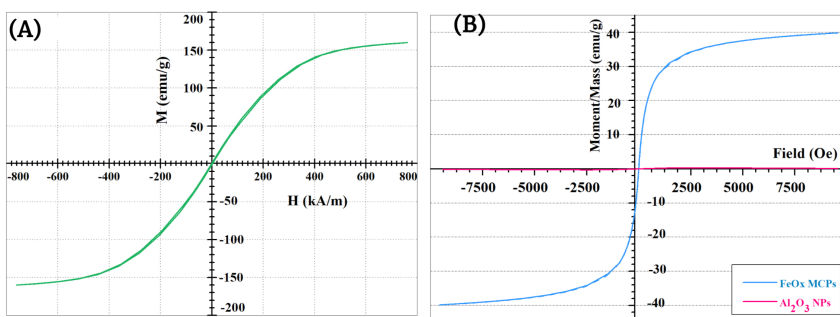 (A)
M (emu/g)
200
150
100
50
-800 -600 -400 -200 0 200 400 600 800
H (kA/m)
-50
-100
-150
-200
(B)
Moment/Mass (emu/g)
40
30
20
10
Field (Oe)
-7500 -5000 -2500 2500 5000 7500
-10
-20
-30
-40
FeOx MCPs
Al₂O₃ NPs